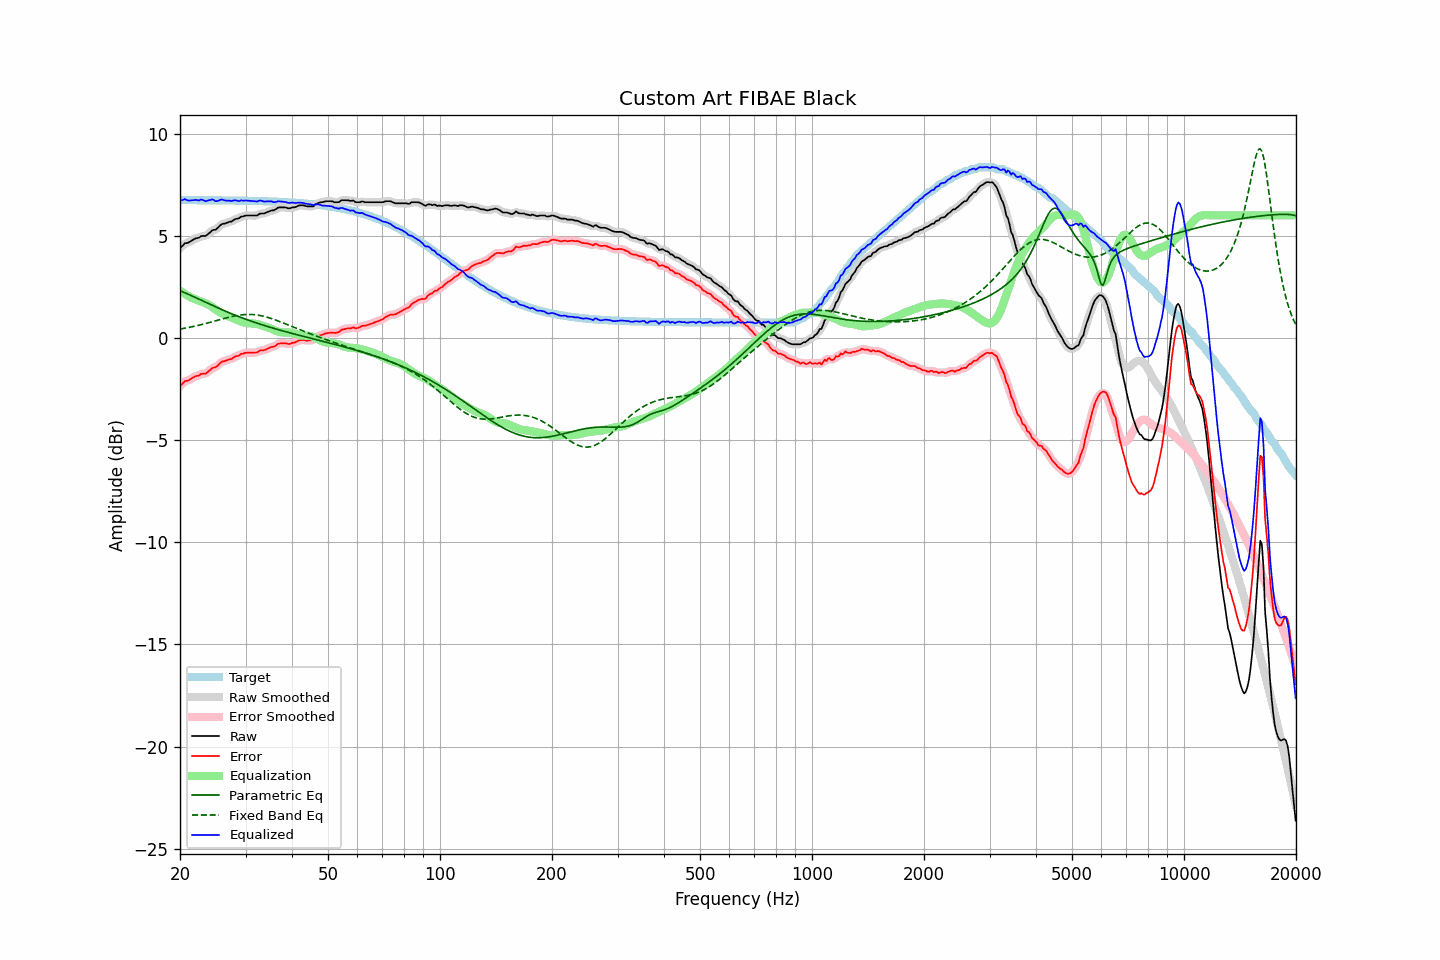 Custom Art FIBAE Black
10
5
0
−5
−10
−15
−20
−25
Amplitude (dBr)
Target
Raw Smoothed
Error Smoothed
Raw
Error
Equalization
Parametric Eq
Fixed Band Eq
Equalized
20 50 100 200 500 1000 2000 5000 10000 20000
Frequency (Hz)